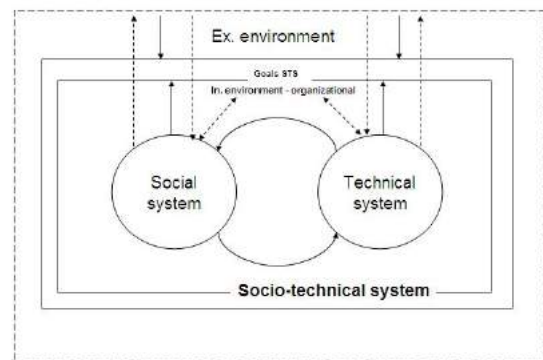 Ex. environment
Goals STS
In. environment - organizational
Social
system
Technical
system
Socio-technical system